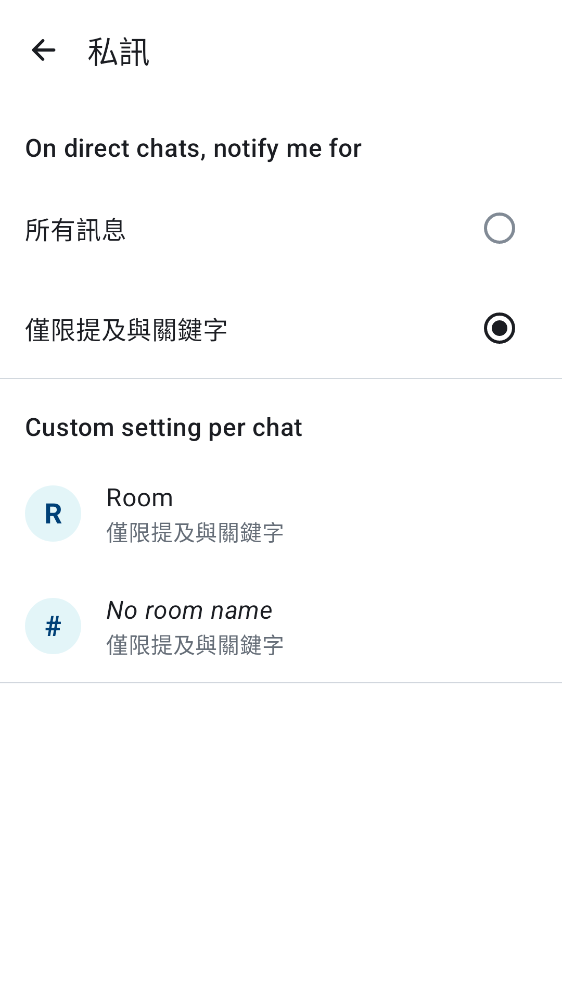 私訊
On direct chats, notify me for
所有訊息
僅限提及與關鍵字
Custom setting per chat
R
Room
僅限提及與關鍵字
#
No room name
僅限提及與關鍵字